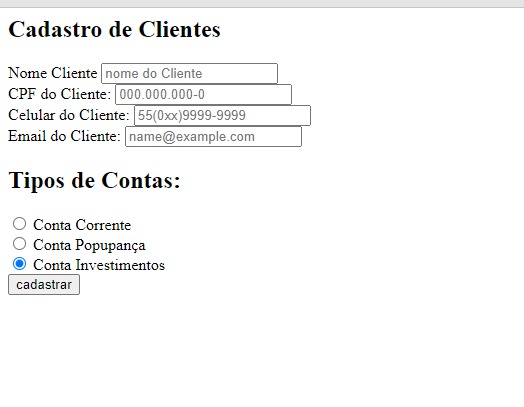 Cadastro de Clientes
Nome Cliente nome do Cliente
CPF do Cliente: 000.000.000-0
Celular do Cliente: 55(0xx)9999-9999
Email do Cliente: name@example.com
Tipos de Contas:
Conta Corrente
Conta Popupança
Conta Investimentos
cadastrar